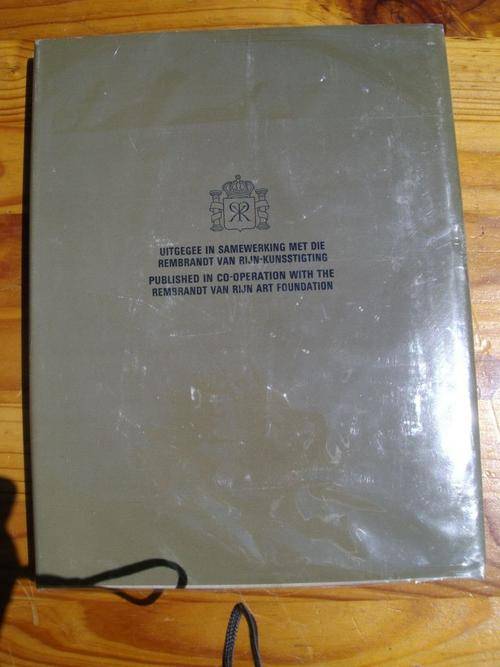 UITGEGEE IN SAMEWERKING MET DIE
REMBRANDT VAN RIJN-KUNSSTIGTING
PUBLISHED IN CO-OPERATION WITH THE
REMBRANDT VAN RIJN ART FOUNDATION